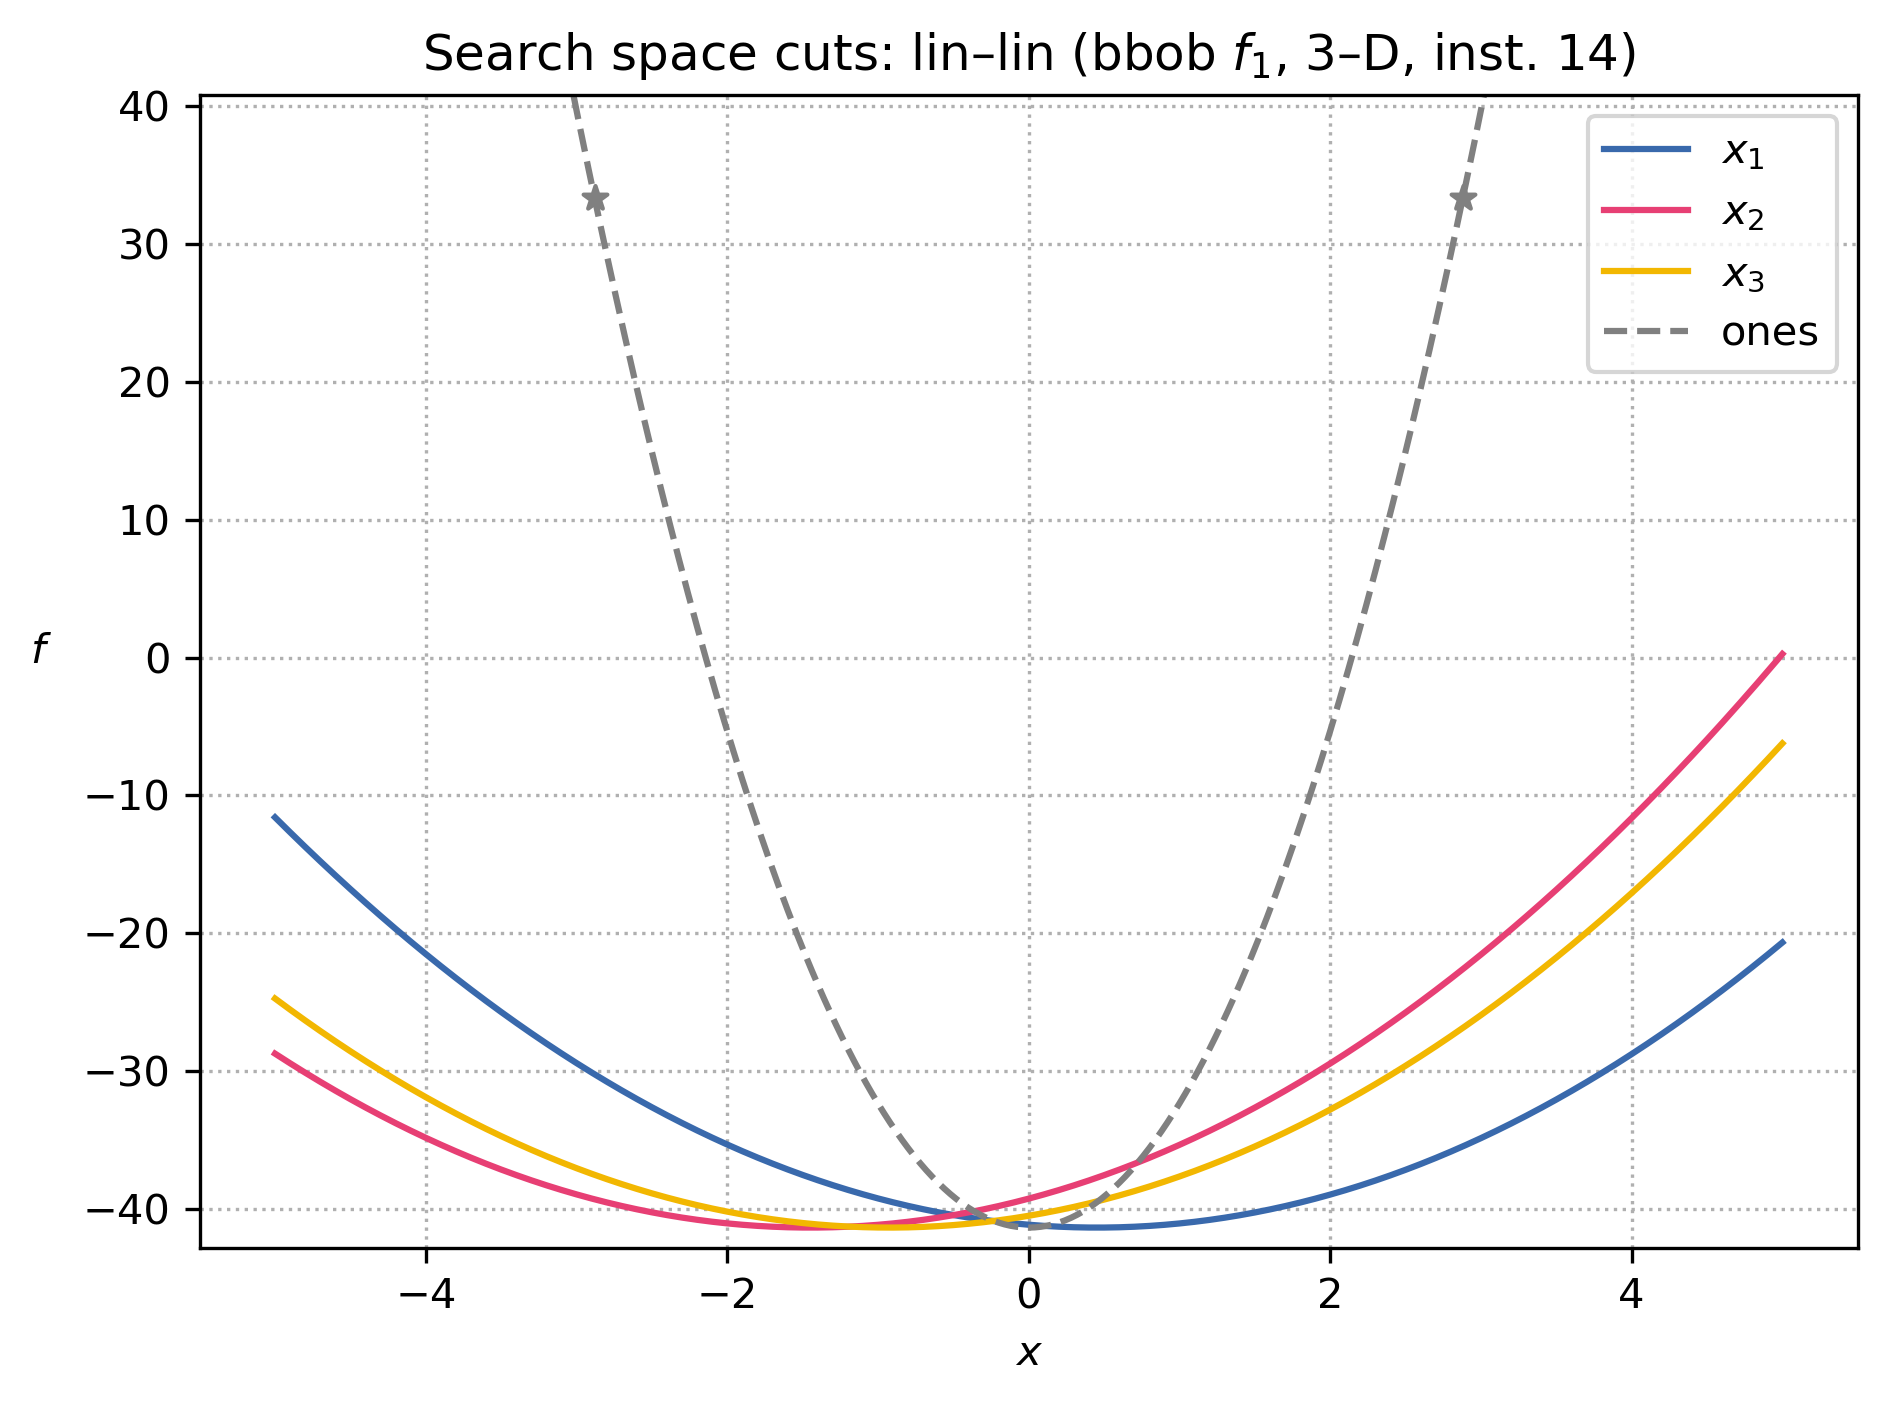 Search space cuts: lin–lin (bbob f₁, 3–D, inst. 14)
40
30
20
10
0
−10
−20
−30
−40
f
x₁
x₂
x₃
ones
−4 −2 0 2 4
x